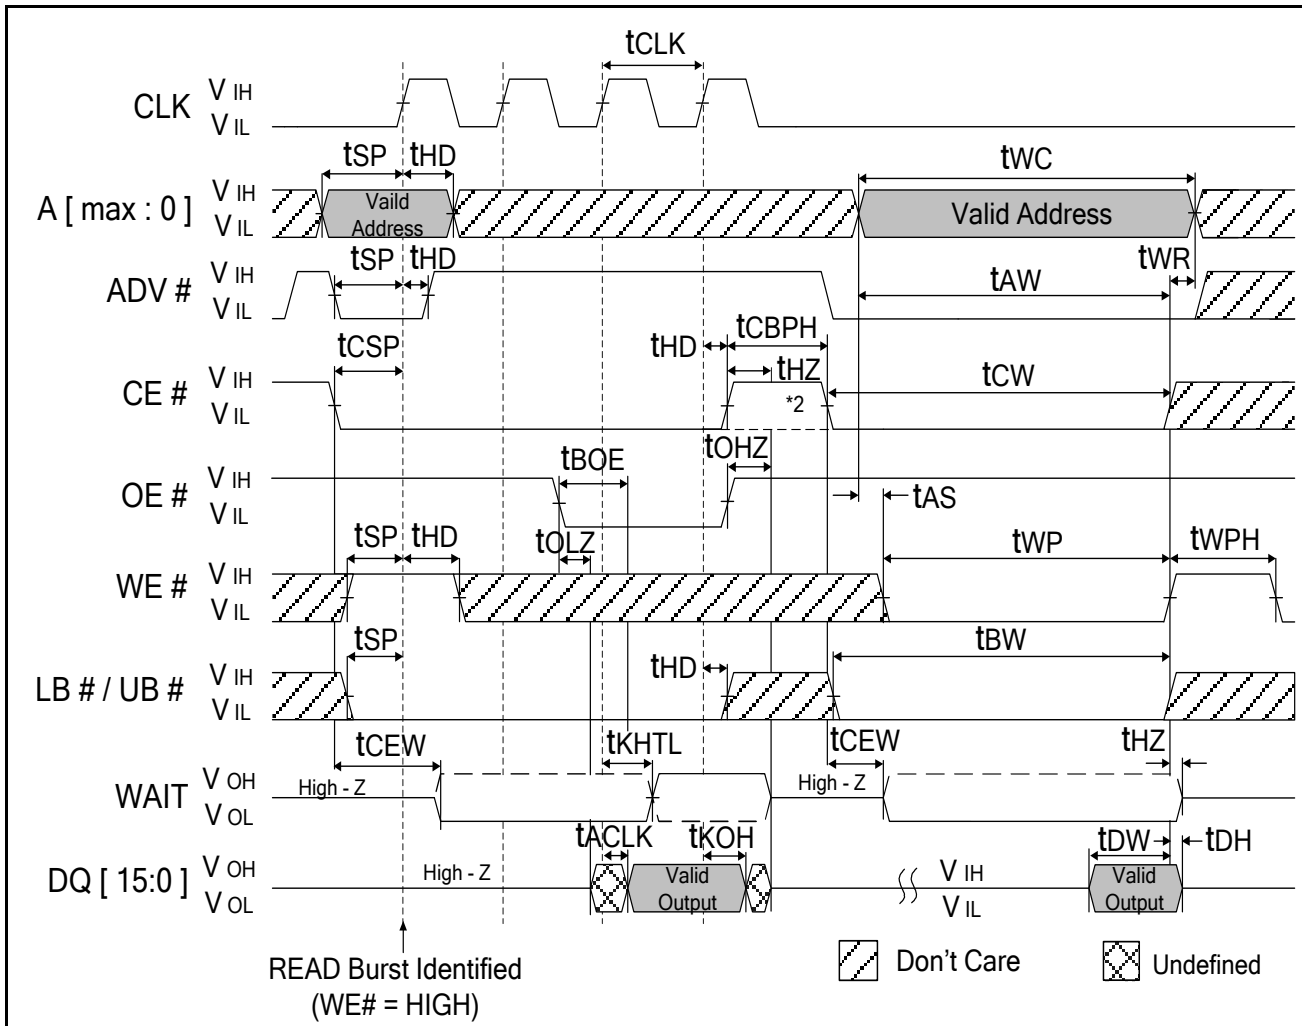 tCLK
CLK
V IH
V IL
tSP
tHD
tWC
A [ max : 0 ]
V IH
V IL
Vaild
Address
Valid Address
tSP
tHD
tWR
ADV #
V IH
V IL
tAW
tCSP
tHD
tCBPH
tHZ
CE #
V IH
V IL
*2
tCW
tBOE
tOHZ
OE #
V IH
V IL
tAS
tSP
tHD
tOLZ
tWP
tWPH
WE #
V IH
V IL
tSP
tHD
tBW
LB # / UB #
V IH
V IL
tCEW
tKHTL
tCEW
tHZ
WAIT
V OH
V OL
High - Z
High - Z
tACLK
tKOH
tDW
tDH
DQ [ 15:0 ]
V OH
V OL
High - Z
Valid
Output
V IH
V IL
Valid
Output
READ Burst Identified
(WE# = HIGH)
Don't Care
Undefined